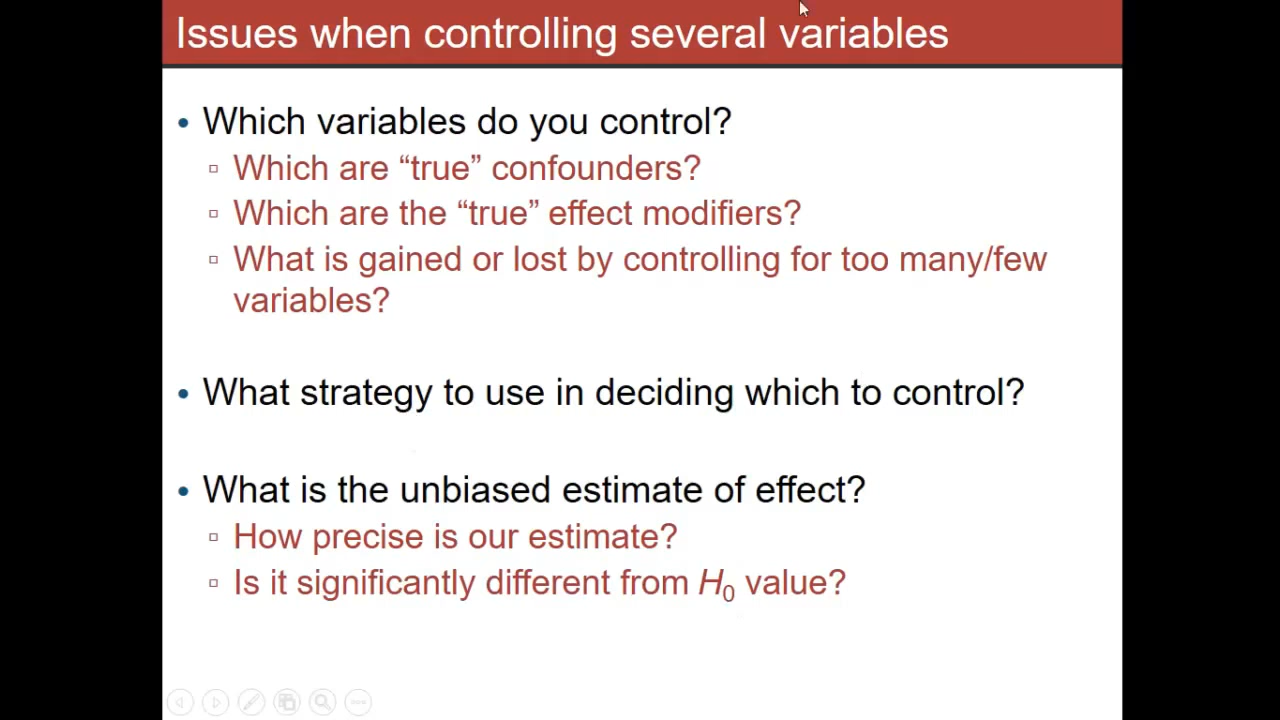 Issues when controlling several variables
• Which variables do you control?
▫ Which are “true” confounders?
▫ Which are the “true” effect modifiers?
▫ What is gained or lost by controlling for too many/few
variables?
• What strategy to use in deciding which to control?
• What is the unbiased estimate of effect?
▫ How precise is our estimate?
▫ Is it significantly different from H₀ value?